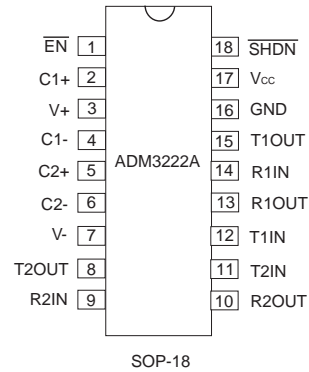 EN 1 18 SHDN
C1+ 2 17 Vcc
V+ 3 16 GND
C1- 4 15 T1OUT
C2+ 5 ADM3222A 14 R1IN
C2- 6 13 R1OUT
V- 7 12 T1IN
T2OUT 8 11 T2IN
R2IN 9 10 R2OUT
SOP-18